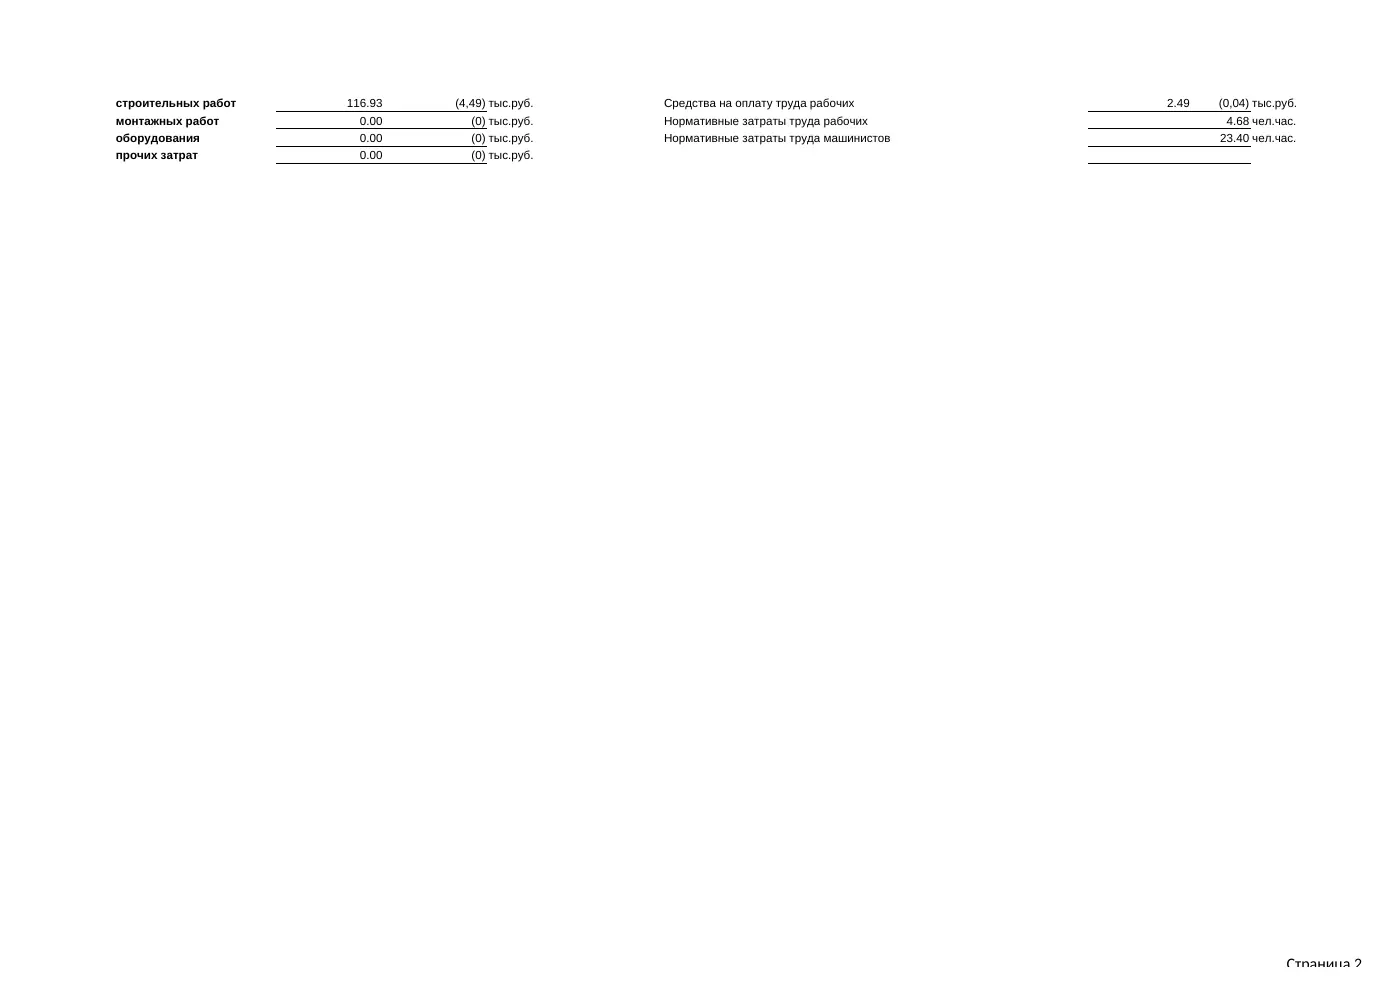 строительных работ 116.93 (4,49) тыс.руб. Средства на оплату труда рабочих 2.49 (0,04) тыс.руб.
монтажных работ 0.00 (0) тыс.руб. Нормативные затраты труда рабочих 4.68 чел.час.
оборудования 0.00 (0) тыс.руб. Нормативные затраты труда машинистов 23.40 чел.час.
прочих затрат 0.00 (0) тыс.руб.
Страница 2